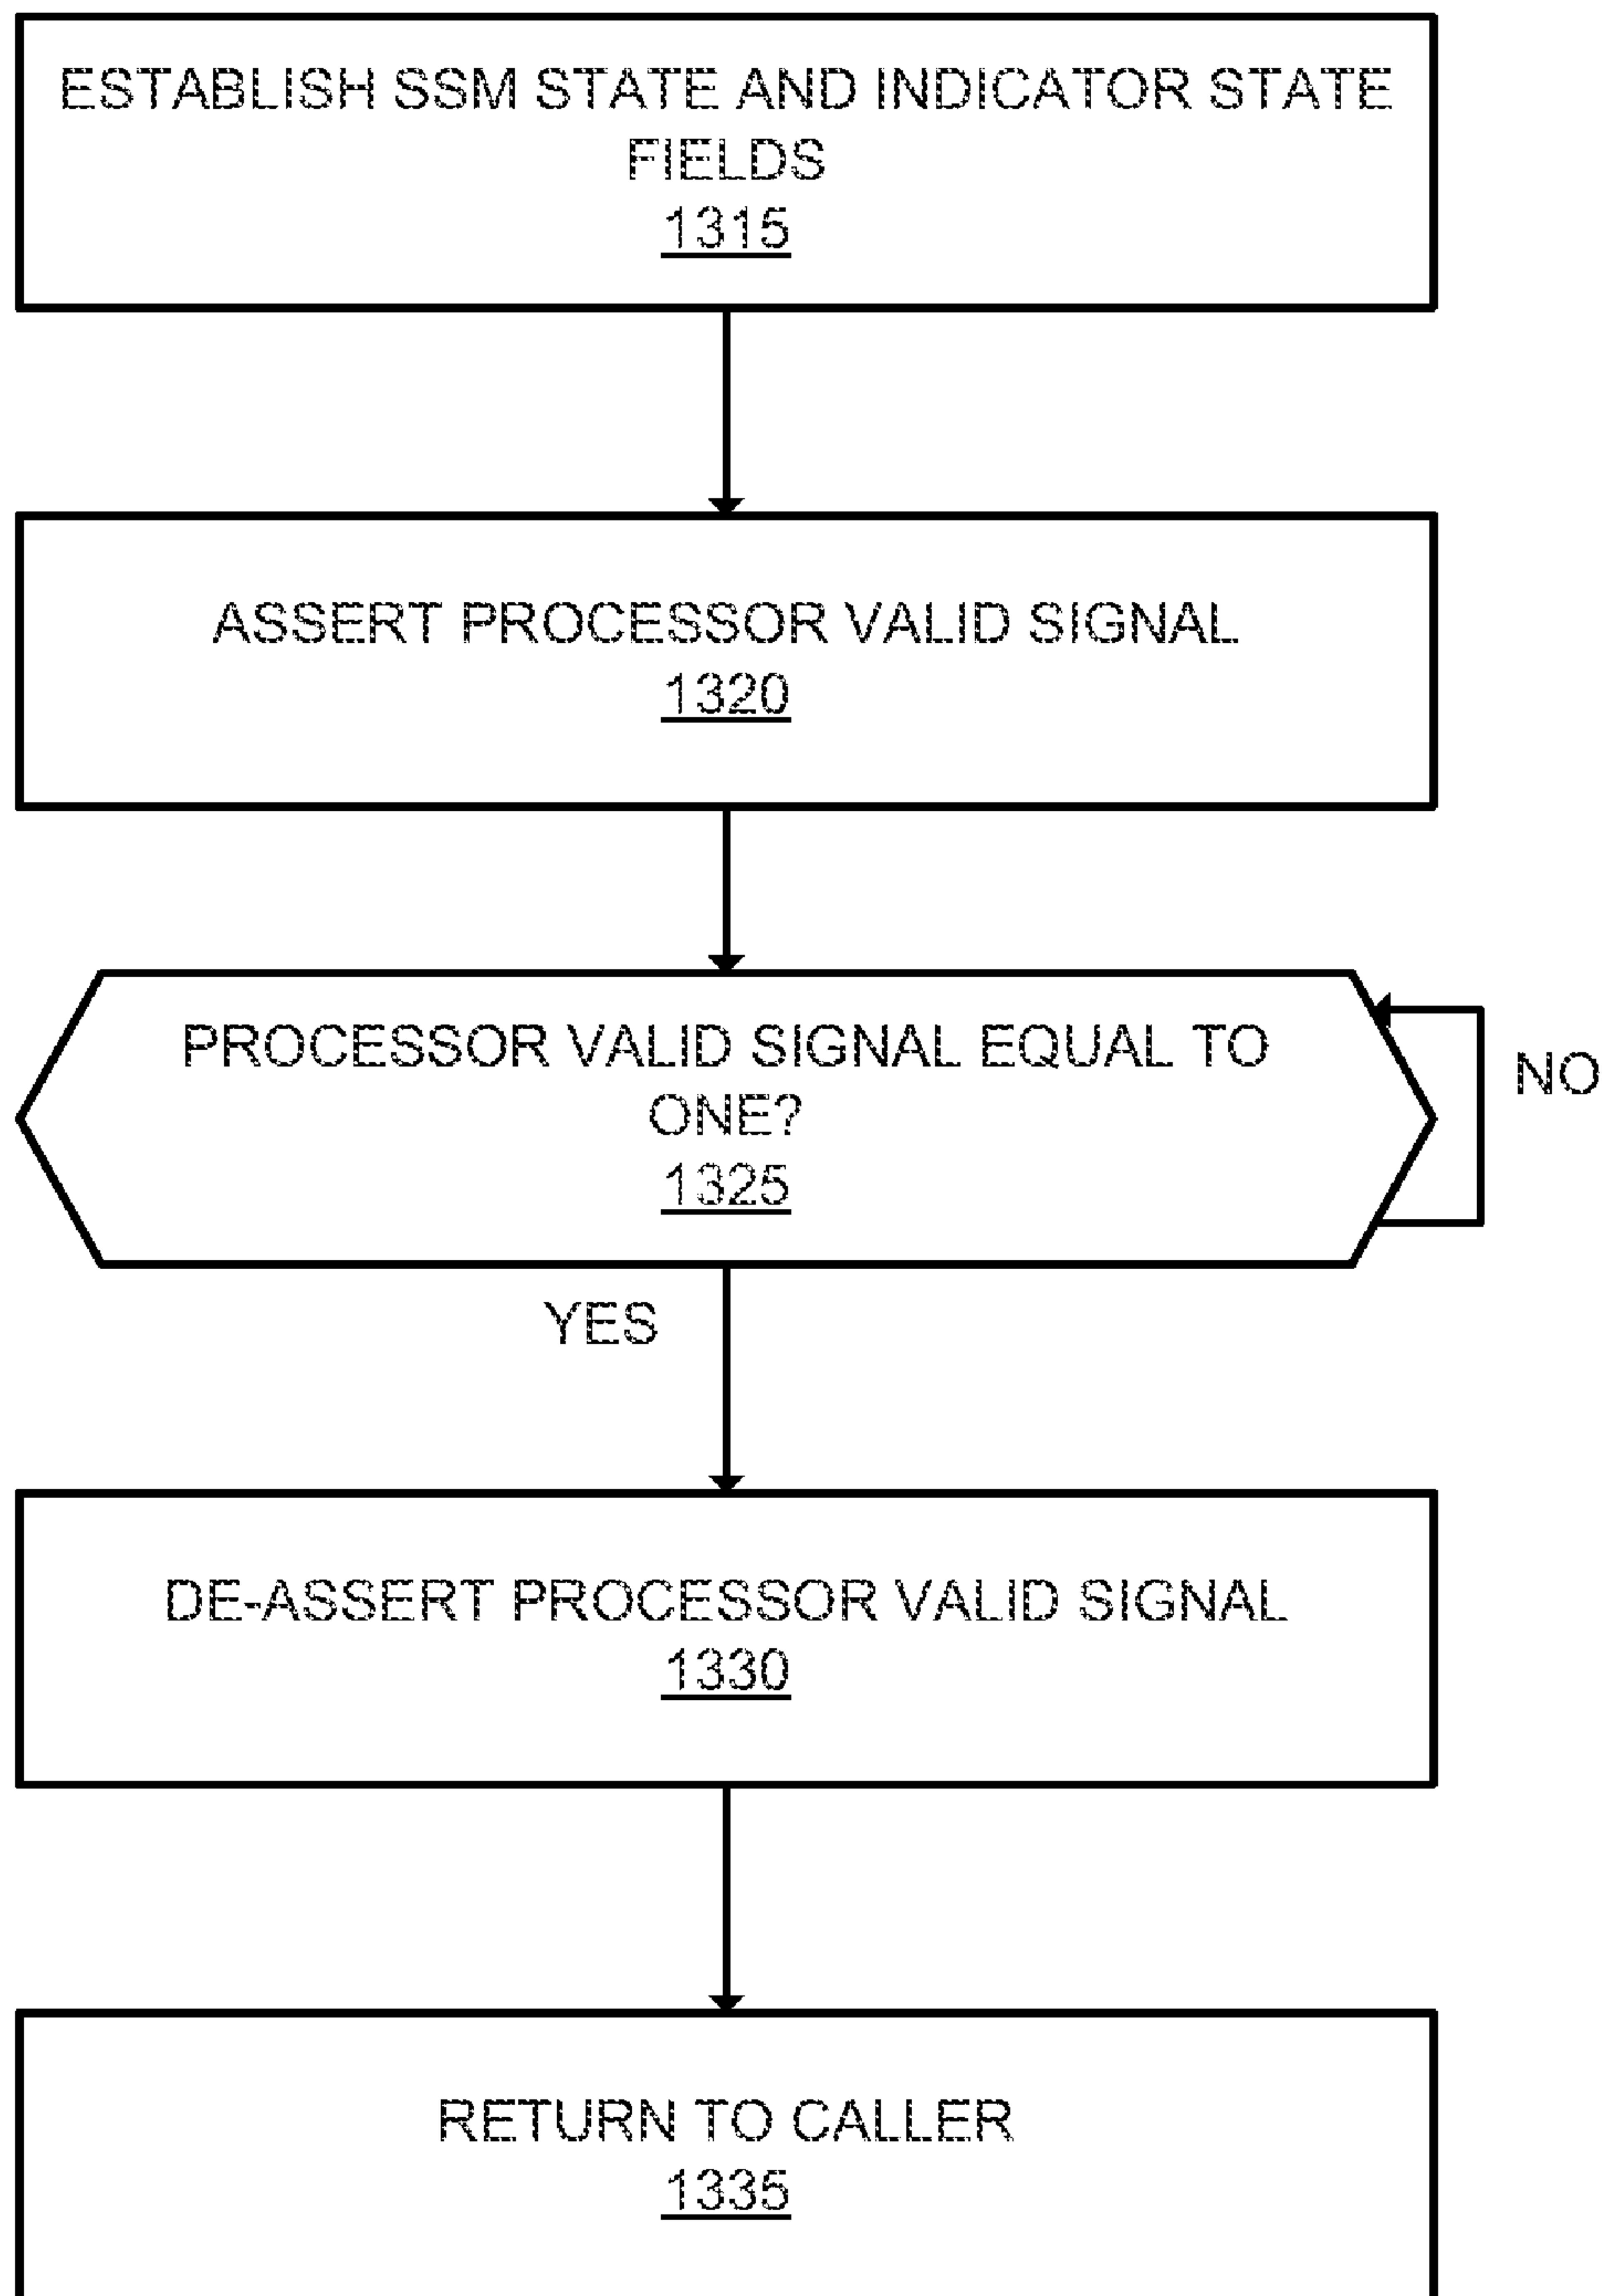 ESTABLISH SSM STATE AND INDICATOR STATE
FIELDS
1315
ASSERT PROCESSOR VALID SIGNAL
1320
PROCESSOR VALID SIGNAL EQUAL TO
ONE?
1325
NO
YES
DE-ASSERT PROCESSOR VALID SIGNAL
1330
RETURN TO CALLER
1335